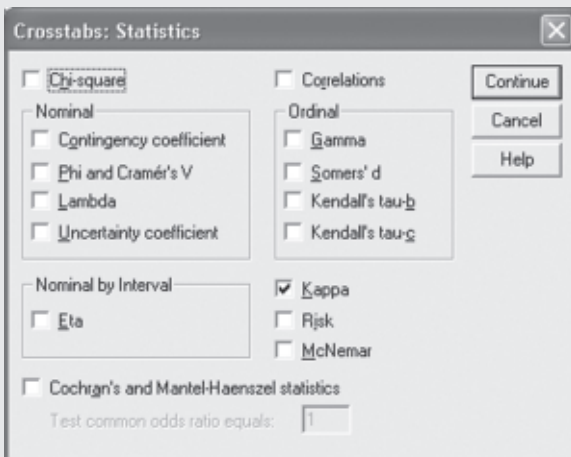 Crosstabs: Statistics
Chi-square
Correlations
Continue
Nominal
Ordinal
Cancel
Contingency coefficient
Gamma
Help
Phi and Cramér's V
Somers' d
Lambda
Kendall's tau-b
Uncertainty coefficient
Kendall's tau-c
Nominal by Interval
Kappa
Eta
Risk
McNemar
Cochran's and Mantel-Haenszel statistics
Test common odds ratio equals: 1